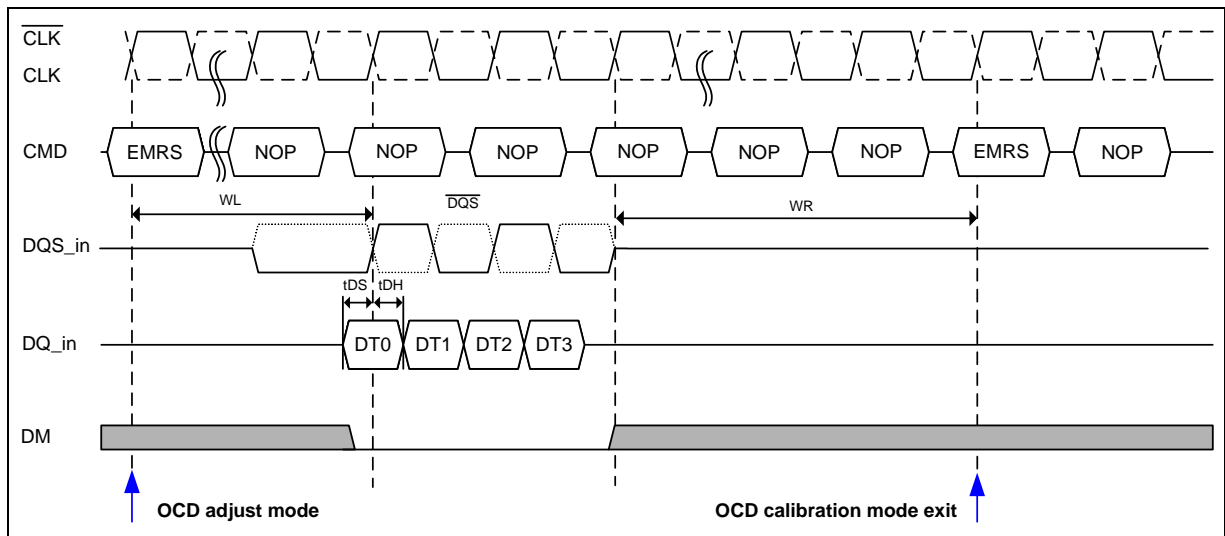 CLK
CLK
CMD
EMRS NOP NOP NOP NOP NOP NOP EMRS NOP
WL DQS WR
DQS_in
tDS tDH
DQ_in
DT0 DT1 DT2 DT3
DM
OCD adjust mode OCD calibration mode exit